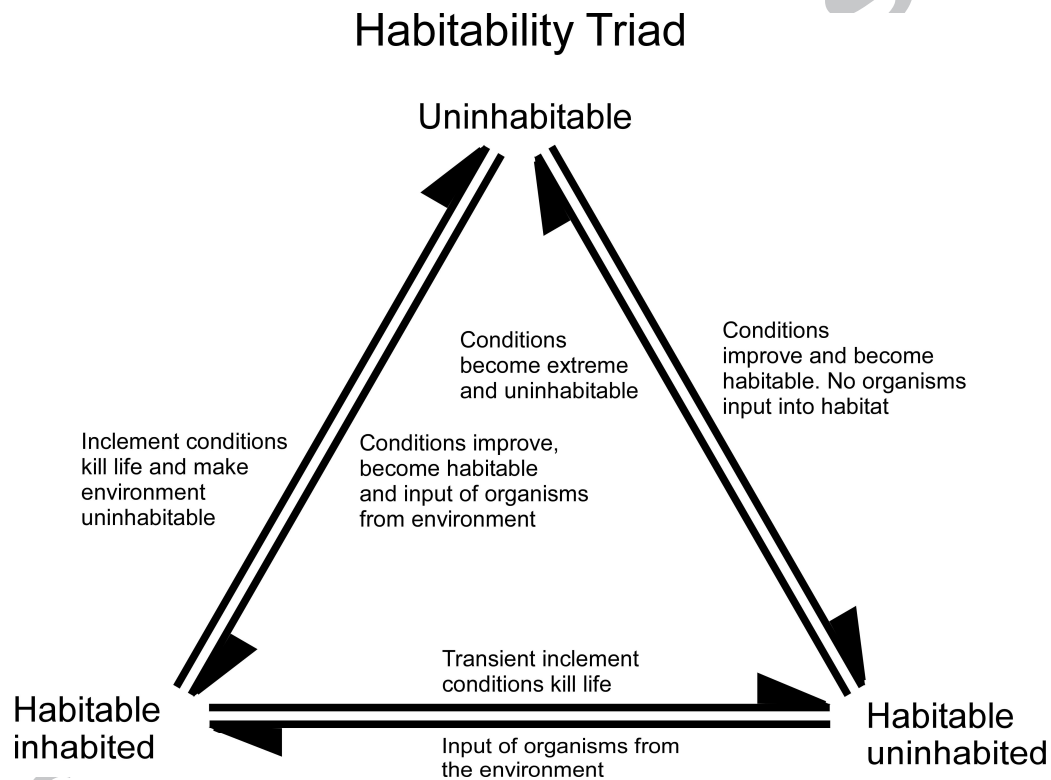 Habitability Triad
Uninhabitable
Conditions
become extreme
and uninhabitable
Conditions
improve and become
habitable. No organisms
input into habitat
Inclement conditions
kill life and make
environment
uninhabitable
Conditions improve,
become habitable
and input of organisms
from environment
Transient inclement
conditions kill life
Habitable
inhabited
Habitable
uninhabited
Input of organisms from
the environment